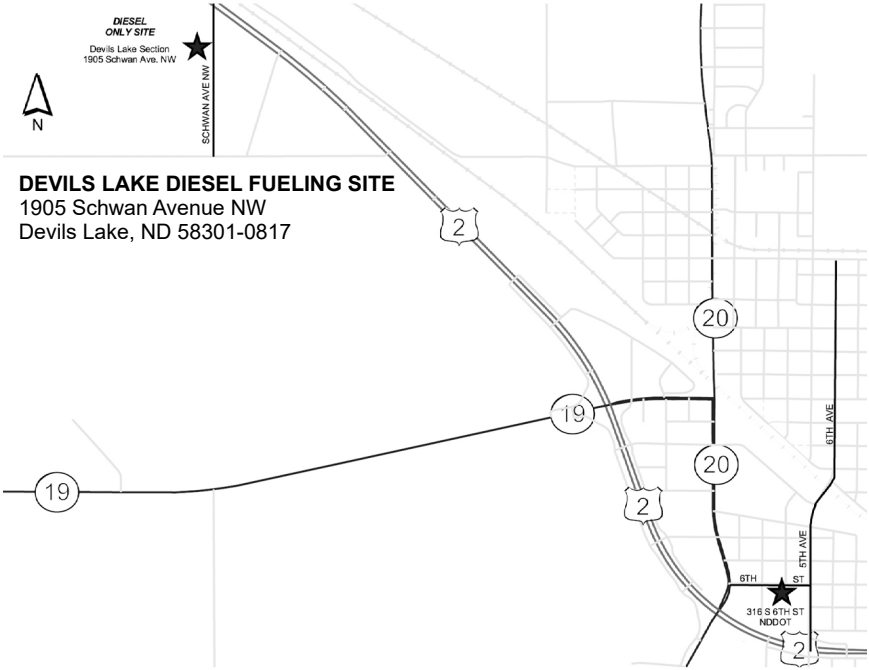 DIESEL
ONLY SITE
Devils Lake Section
1905 Schwan Ave. NW
SCHWAN AVE NW
N
DEVILS LAKE DIESEL FUELING SITE
1905 Schwan Avenue NW
Devils Lake, ND 58301-0817
2
20
19
6TH AVE
20
19
2
5TH AVE
6TH ST
316 S 6TH ST
NDDOT
2